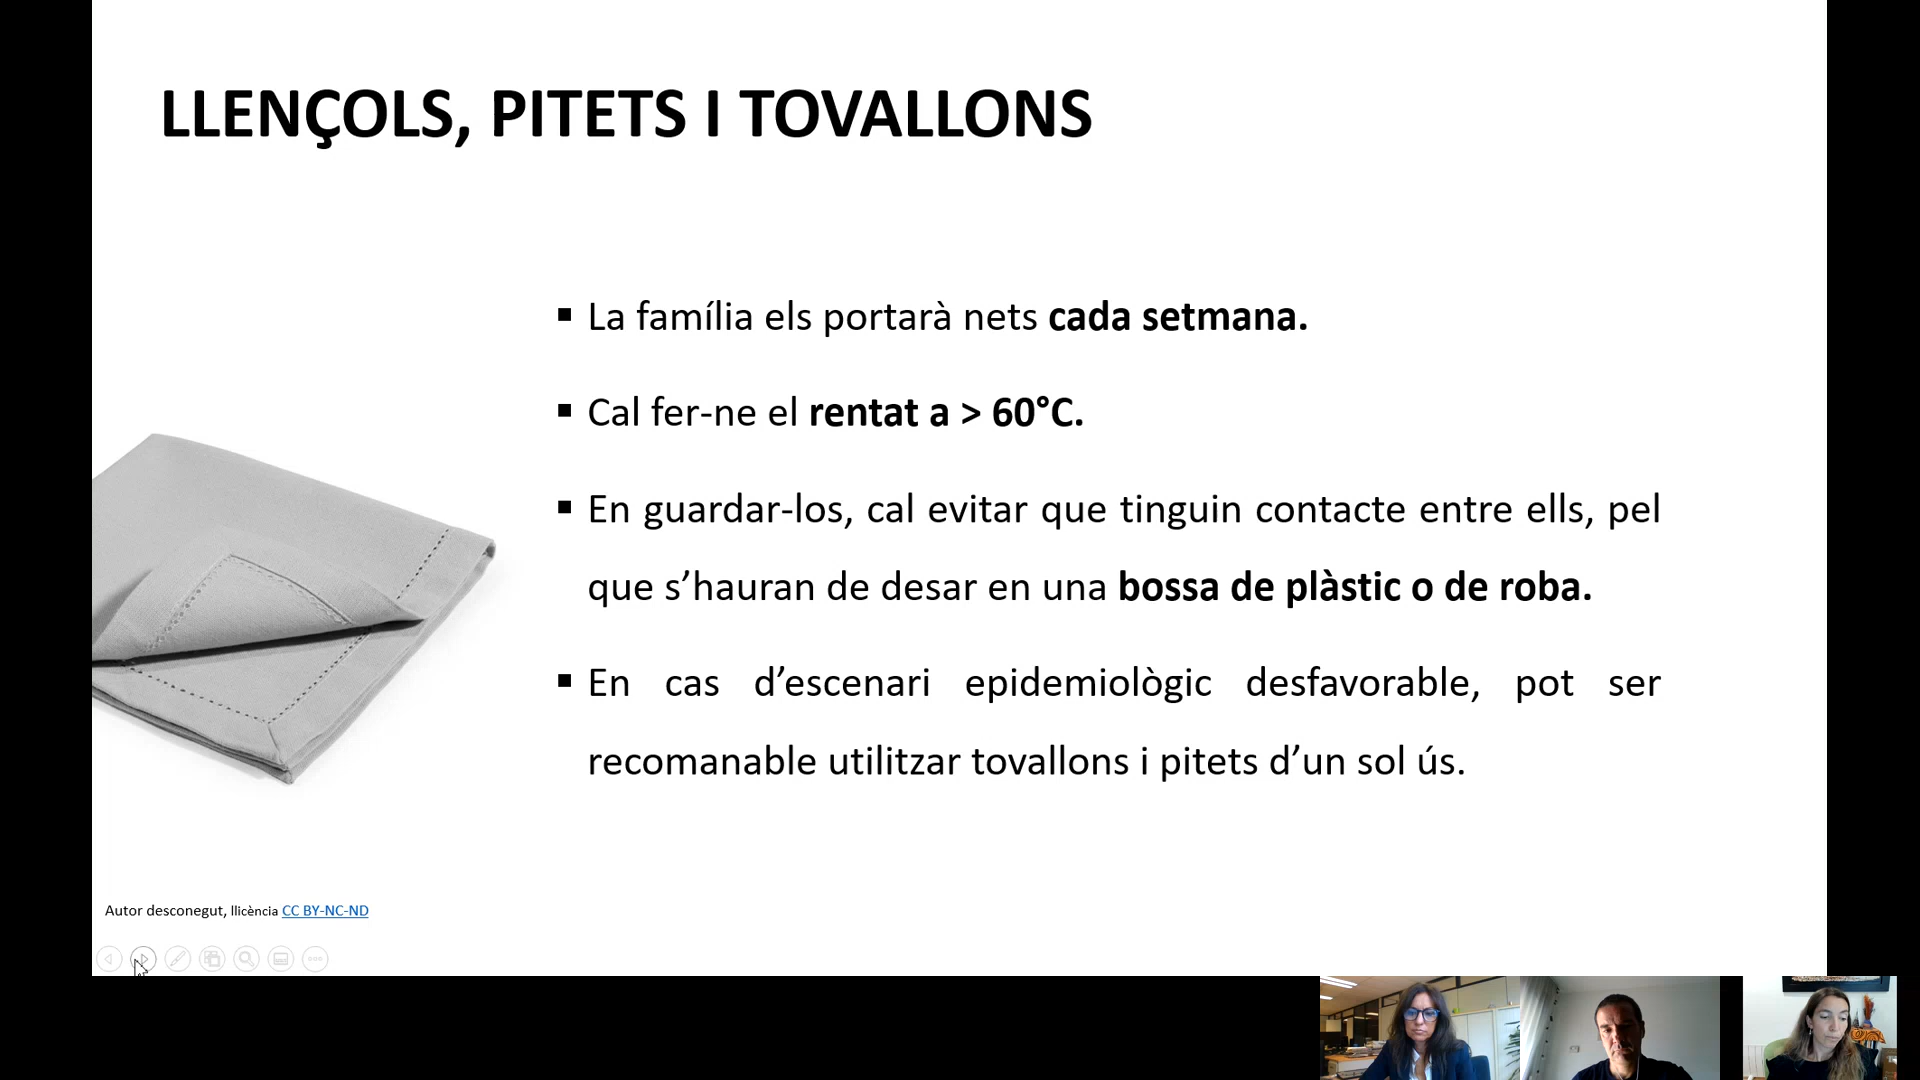 LLENÇOLS, PITETS I TOVALLONS
▪ La família els portarà nets cada setmana.
▪ Cal fer-ne el rentat a > 60°C.
▪ En guardar-los, cal evitar que tinguin contacte entre ells, pel
que s’hauran de desar en una bossa de plàstic o de roba.
▪ En cas d’escenari epidemiològic desfavorable, pot ser
recomanable utilitzar tovallons i pitets d’un sol ús.
Autor desconegut, llicència CC BY-NC-ND